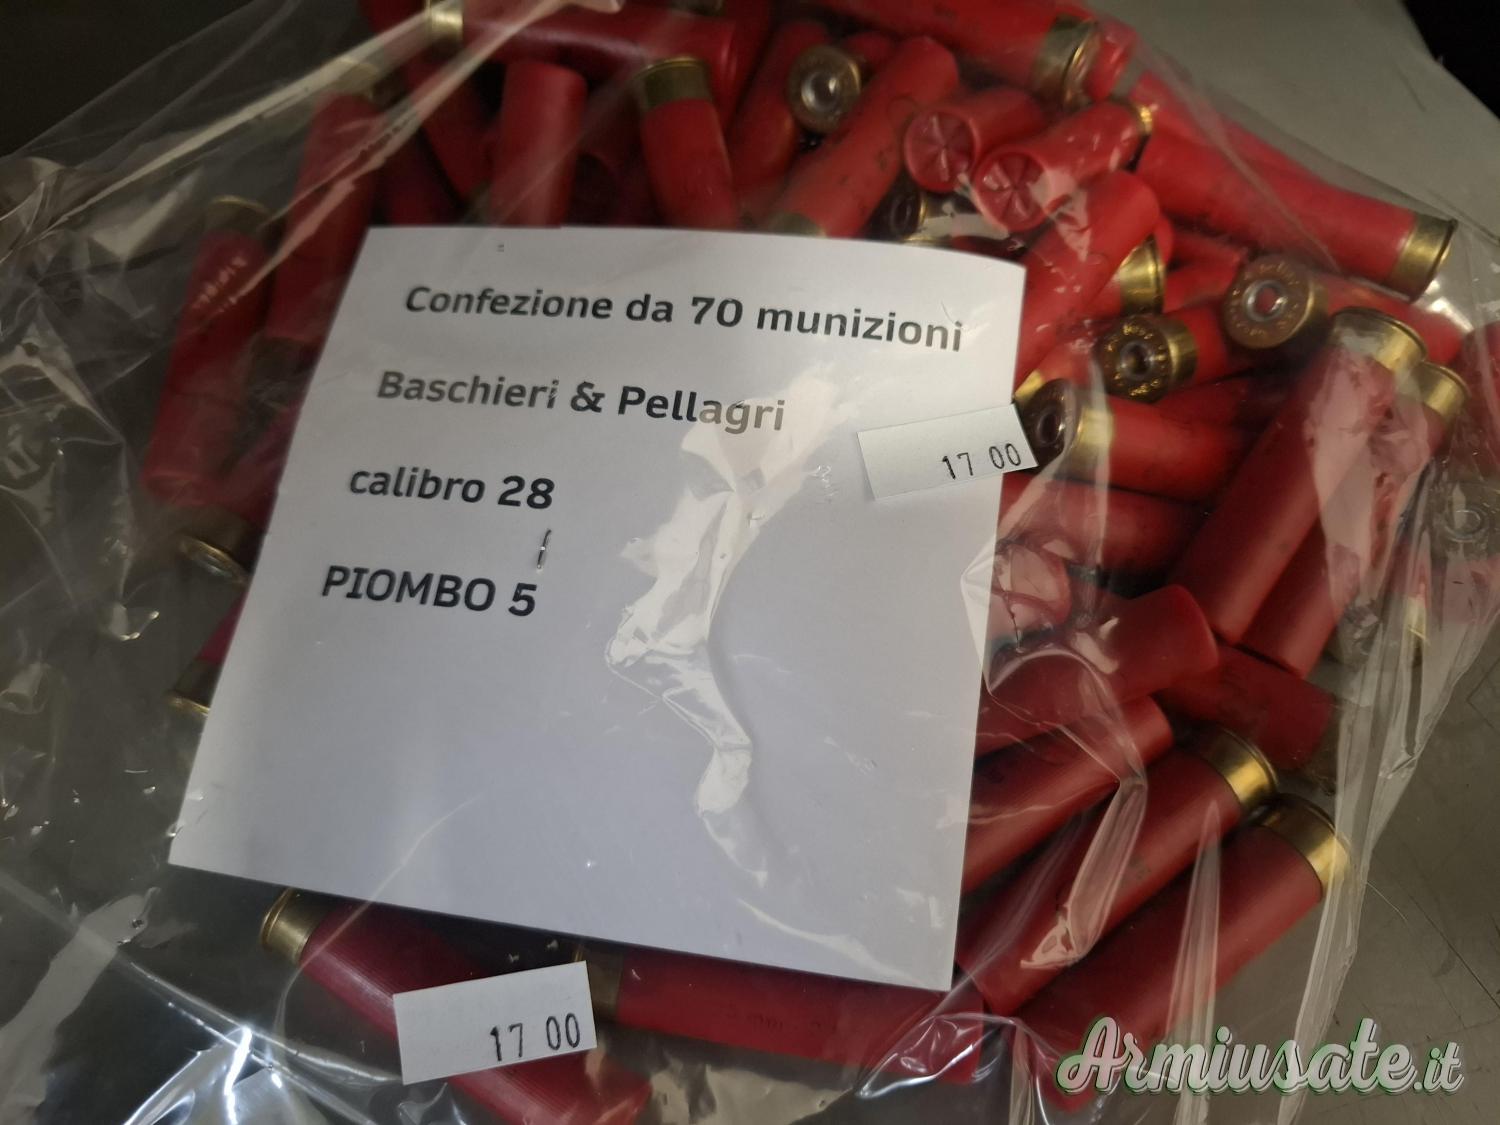 Confezione da 70 munizioni
Baschieri & Pellagri
17 00
calibro 28
PIOMBO 5
17 00
Armiusate.it